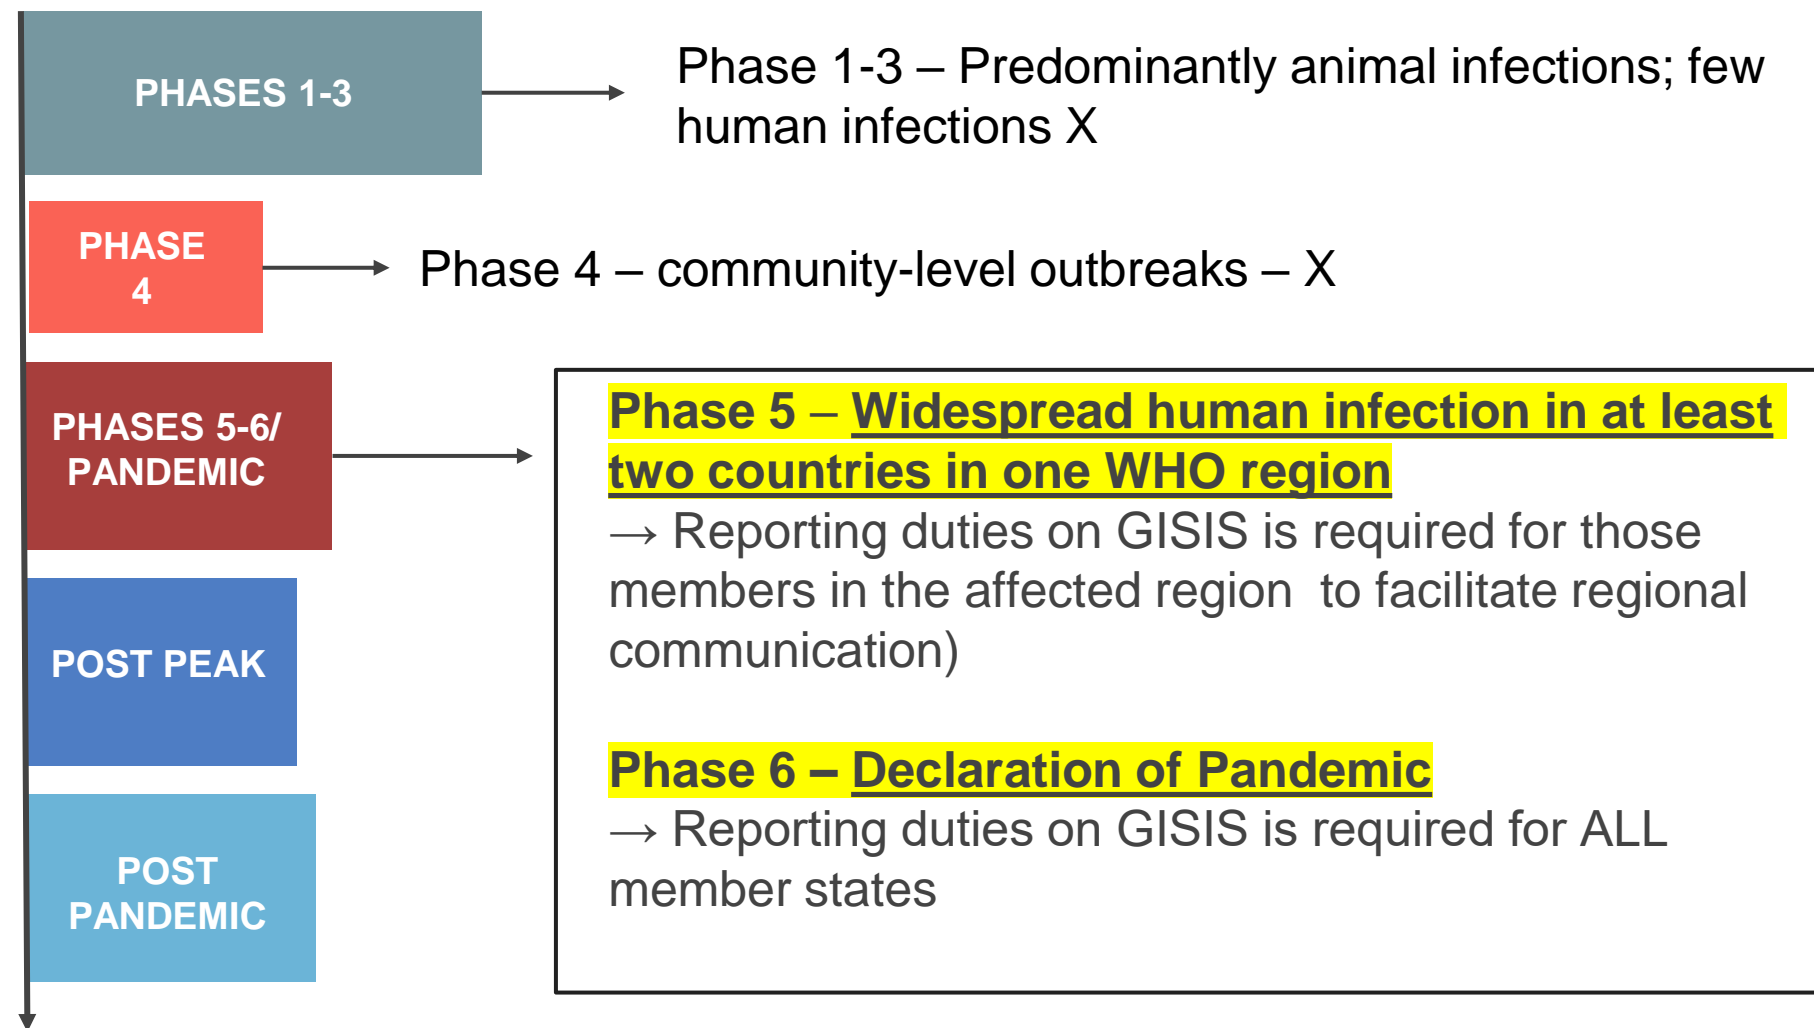 PHASES 1-3
Phase 1-3 – Predominantly animal infections; few
human infections X
PHASE
4
Phase 4 – community-level outbreaks – X
PHASES 5-6/
PANDEMIC
Phase 5 – Widespread human infection in at least
two countries in one WHO region
→ Reporting duties on GISIS is required for those
members in the affected region  to facilitate regional
communication)
POST PEAK
Phase 6 – Declaration of Pandemic
→ Reporting duties on GISIS is required for ALL
member states
POST
PANDEMIC